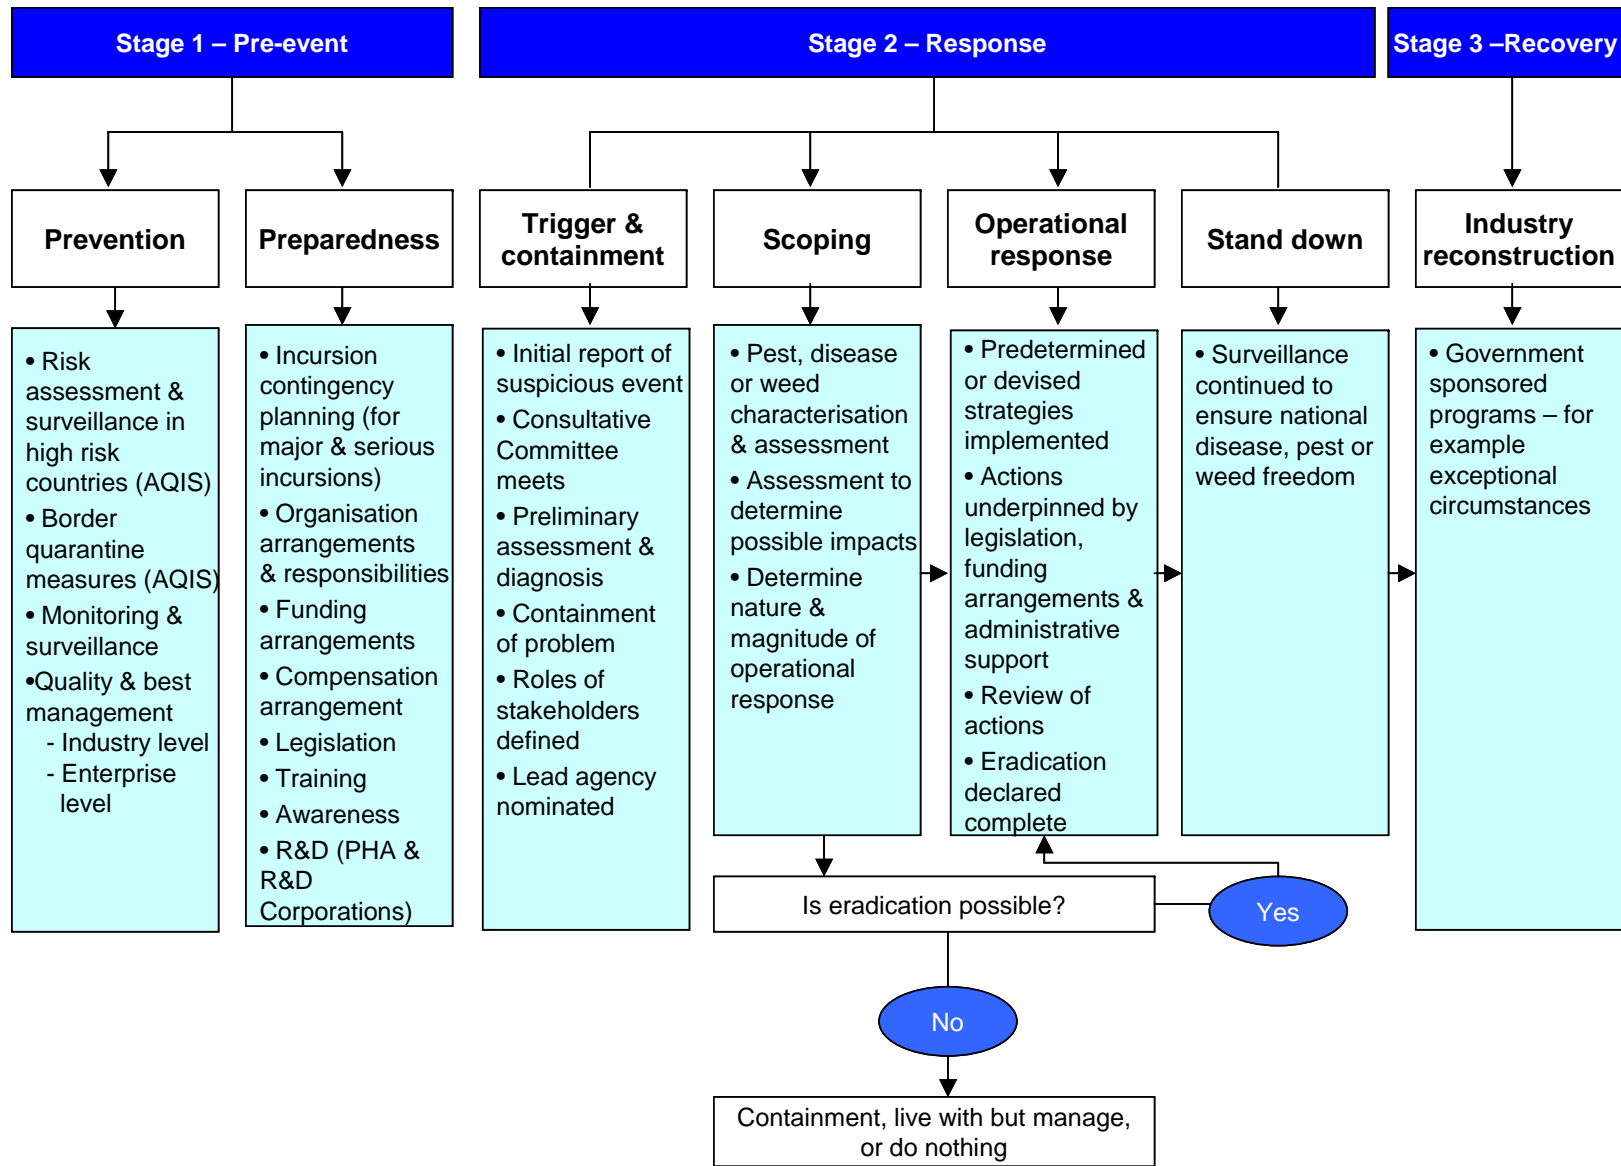 Stage 1 – Pre-event
Stage 2 – Response
Stage 3 –Recovery
Prevention
Preparedness
Trigger &
containment
Scoping
Operational
response
Stand down
Industry
reconstruction
• Risk
assessment &
surveillance in
high risk
countries (AQIS)
• Border
quarantine
measures (AQIS)
• Monitoring &
surveillance
•Quality & best
management
- Industry level
- Enterprise
level
• Incursion
contingency
planning (for
major & serious
incursions)
• Organisation
arrangements
& responsibilities
• Funding
arrangements
• Compensation
arrangement
• Legislation
• Training
• Awareness
• R&D (PHA &
R&D
Corporations)
• Initial report of
suspicious event
• Consultative
Committee
meets
• Preliminary
assessment &
diagnosis
• Containment
of problem
• Roles of
stakeholders
defined
• Lead agency
nominated
• Pest, disease
or weed
characterisation
& assessment
• Assessment to
determine
possible impacts
• Determine
nature &
magnitude of
operational
response
• Predetermined
or devised
strategies
implemented
• Actions
underpinned by
legislation,
funding
arrangements &
administrative
support
• Review of
actions
• Eradication
declared
complete
• Surveillance
continued to
ensure national
disease, pest or
weed freedom
• Government
sponsored
programs – for
example
exceptional
circumstances
Is eradication possible?
Yes
No
Containment, live with but manage,
or do nothing